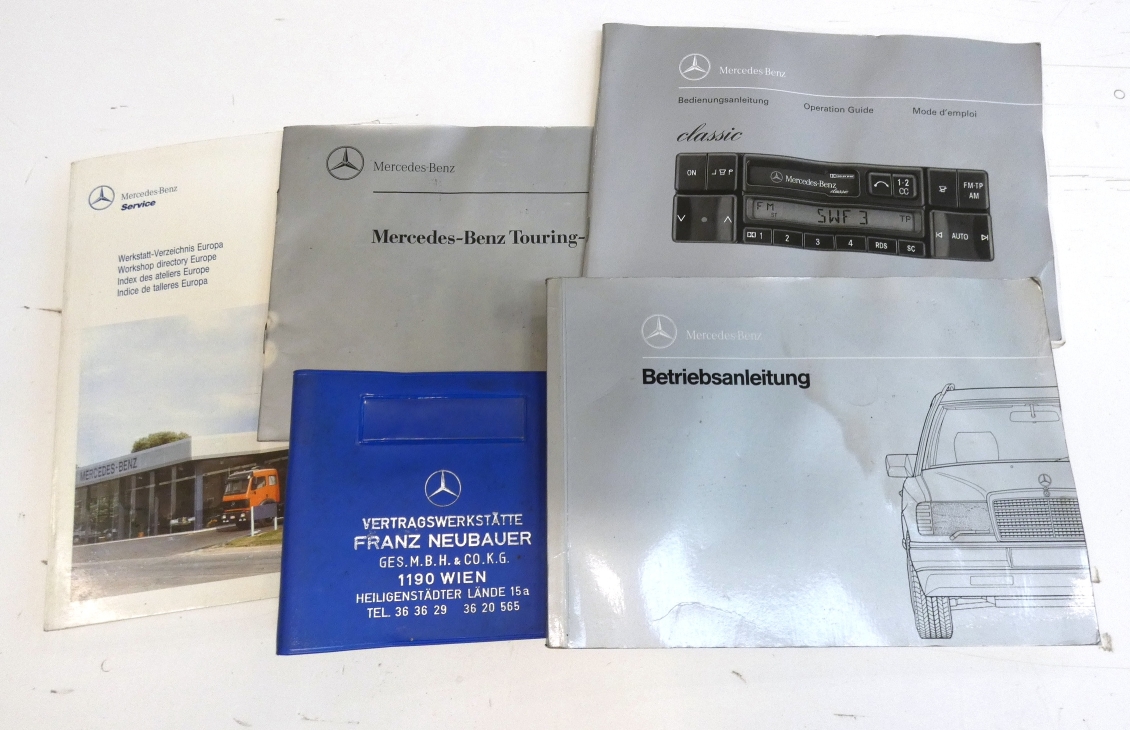 Mercedes-Benz
Service
Werkstatt-Verzeichnis Europa
Workshop directory Europe
Index des ateliers Europe
Indice de talleres Europa
MERCEDES-BENZ
Mercedes-Benz
Mercedes-Benz Touring-
Mercedes-Benz
Bedienungsanleitung
Operation Guide
Mode d'emploi
classic
ON
Mercedes-Benz
classic
1·2
CC
FM·TP
AM
FM
SWF 3
TP
1
2
3
4
RDS
SC
AUTO
VERTRAGSWERKSTÄTTE
FRANZ NEUBAUER
GES.M.B.H. & CO.K.G.
1190 WIEN
HEILIGENSTÄDTER LÄNDE 15a
TEL. 36 36 29 36 20 565
Mercedes-Benz
Betriebsanleitung